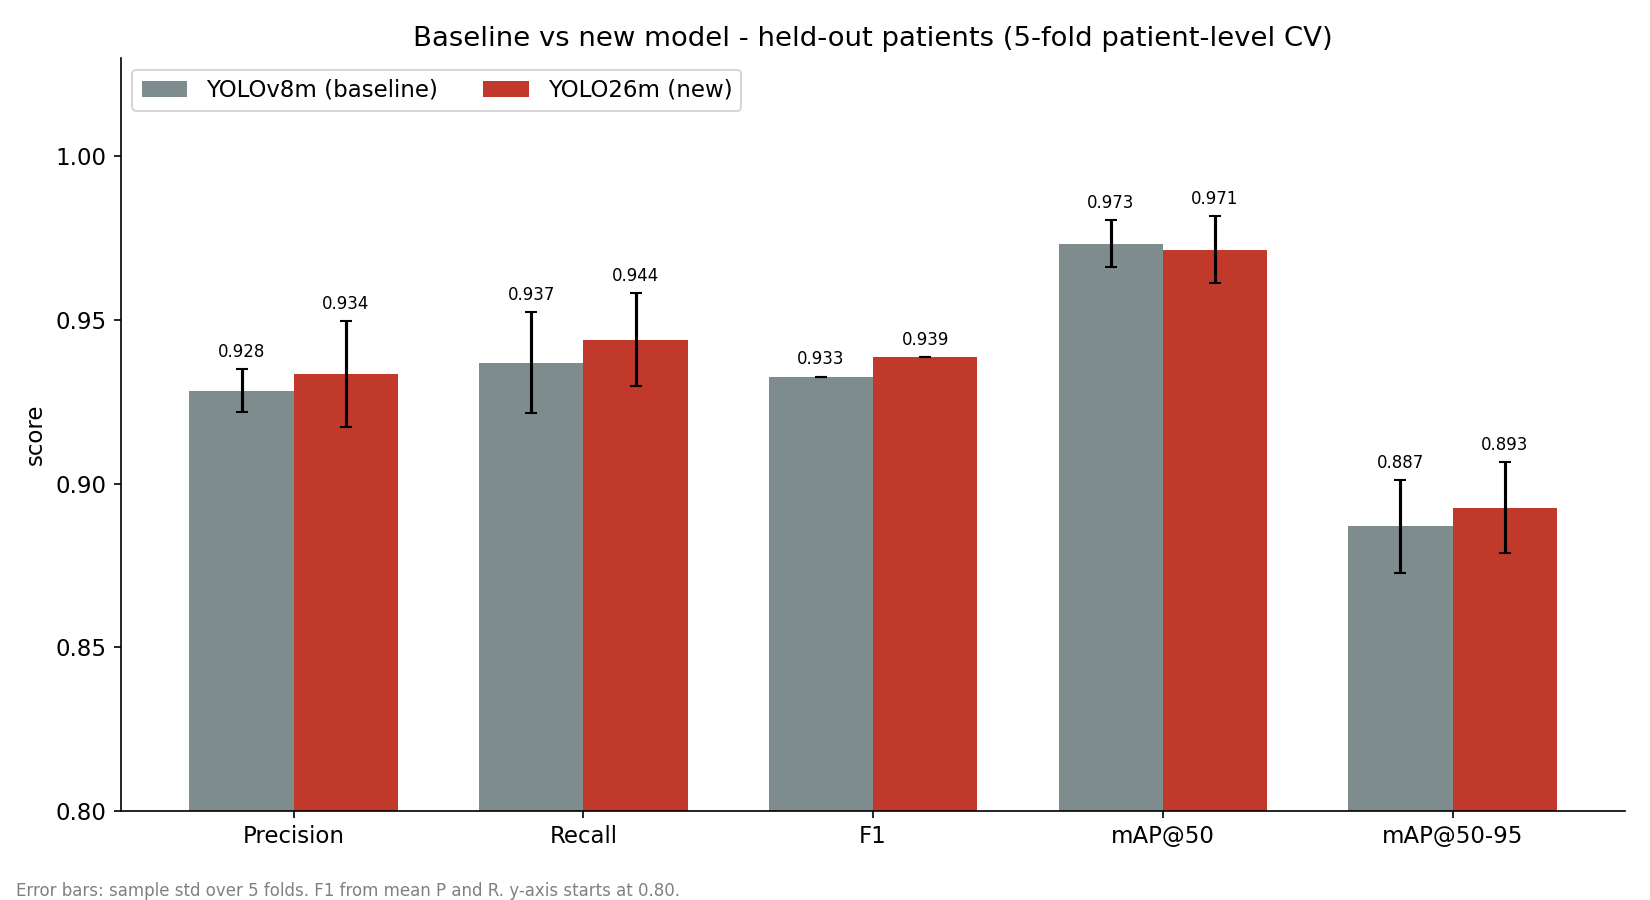 Baseline vs new model - held-out patients (5-fold patient-level CV)
YOLOv8m (baseline) YOLO26m (new)
1.00
0.95
0.90
0.85
0.80
score
0.928 0.934 0.937 0.944 0.933 0.939 0.973 0.971 0.887 0.893
Precision Recall F1 mAP@50 mAP@50-95
Error bars: sample std over 5 folds. F1 from mean P and R. y-axis starts at 0.80.